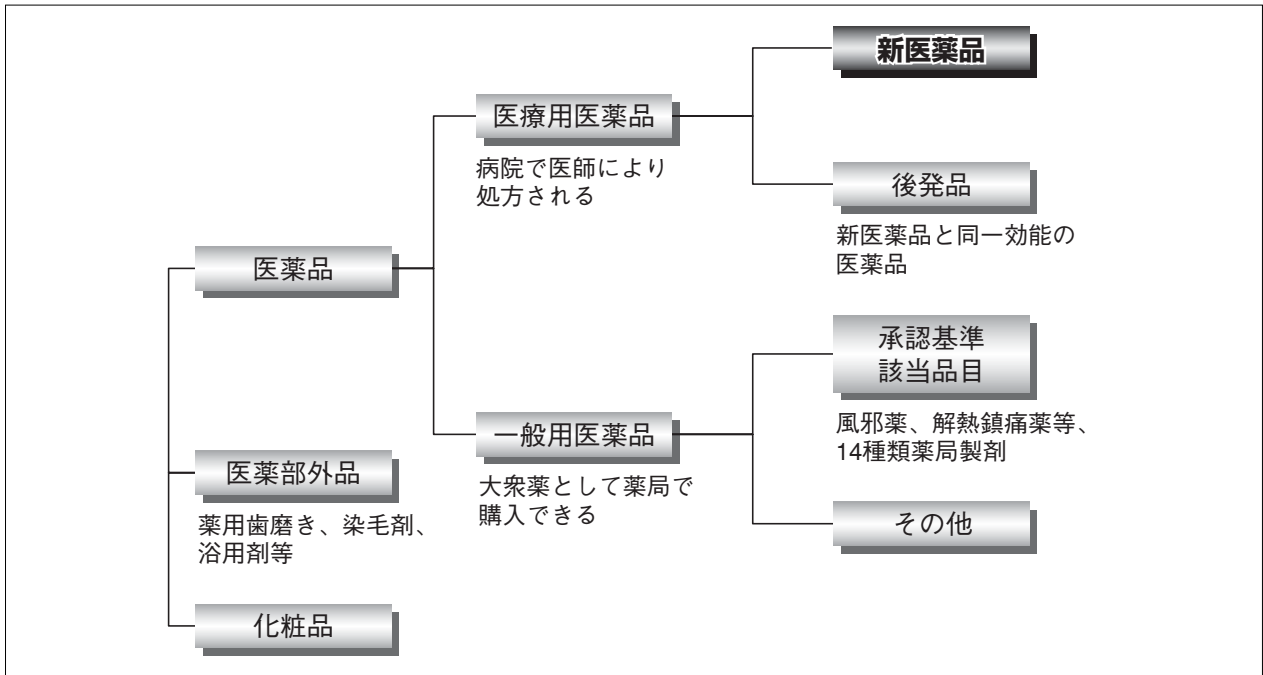 新医薬品
医療用医薬品
病院で医師により
処方される
後発品
新医薬品と同一効能の
医薬品
医薬品
承認基準
該当品目
風邪薬、解熱鎮痛薬等、
14種類薬局製剤
一般用医薬品
大衆薬として薬局で
購入できる
医薬部外品
薬用歯磨き、染毛剤、
浴用剤等
その他
化粧品